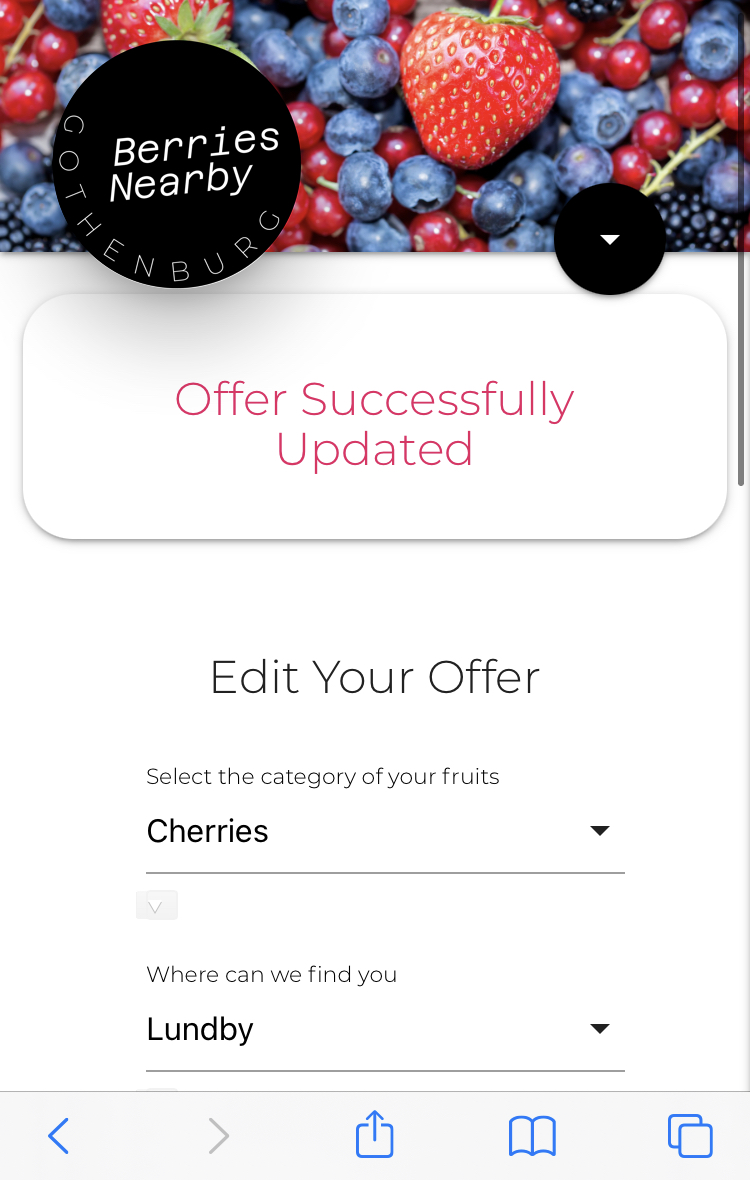 Berries
Nearby
GOTHENBURG
Offer Successfully
Updated
Edit Your Offer
Select the category of your fruits
Cherries
Where can we find you
Lundby